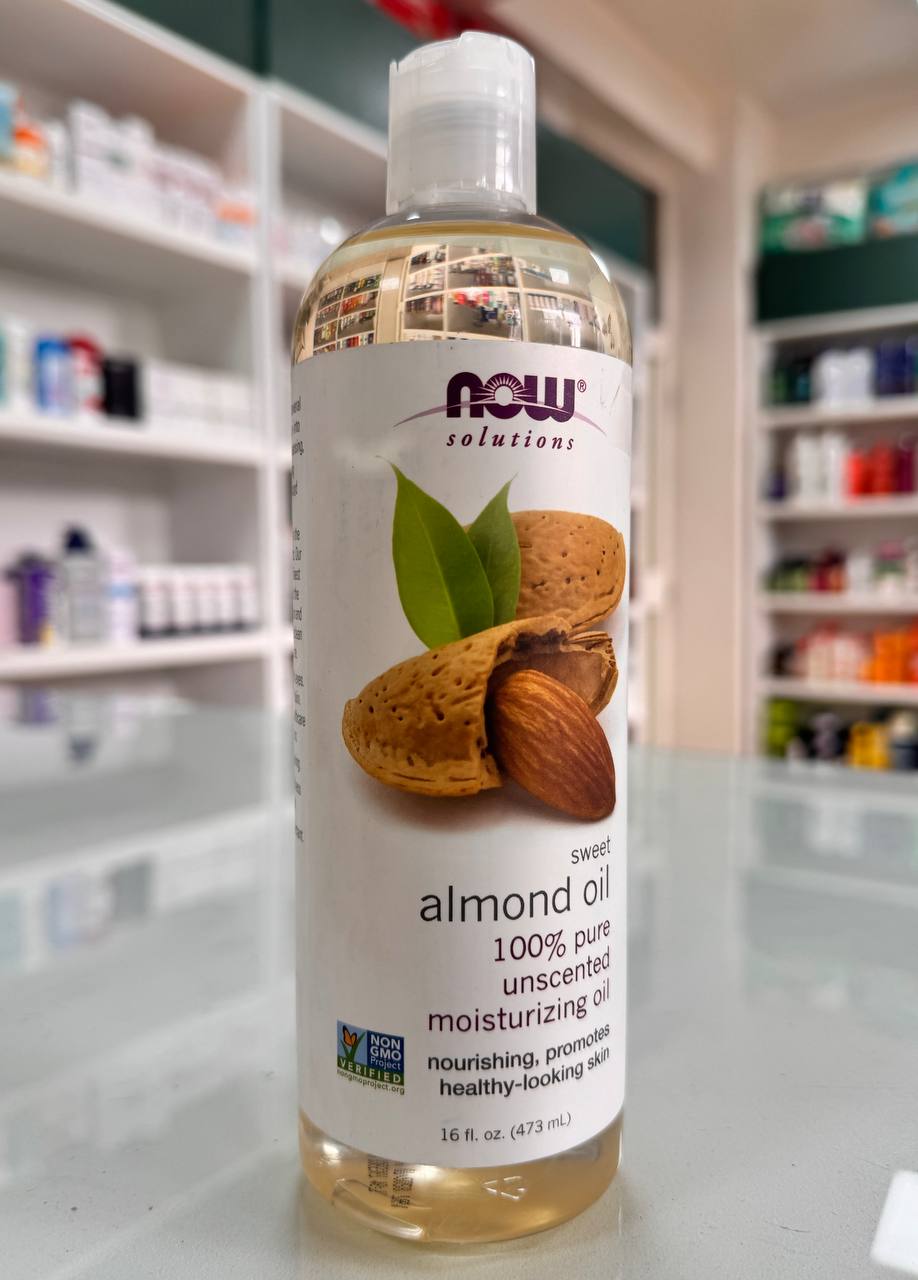 NOW®
solutions
sweet
almond oil
100% pure
unscented
moisturizing oil
nourishing, promotes
healthy-looking skin
NON
GMO
Project
VERIFIED
nongmoproject.org
16 fl. oz. (473 mL)